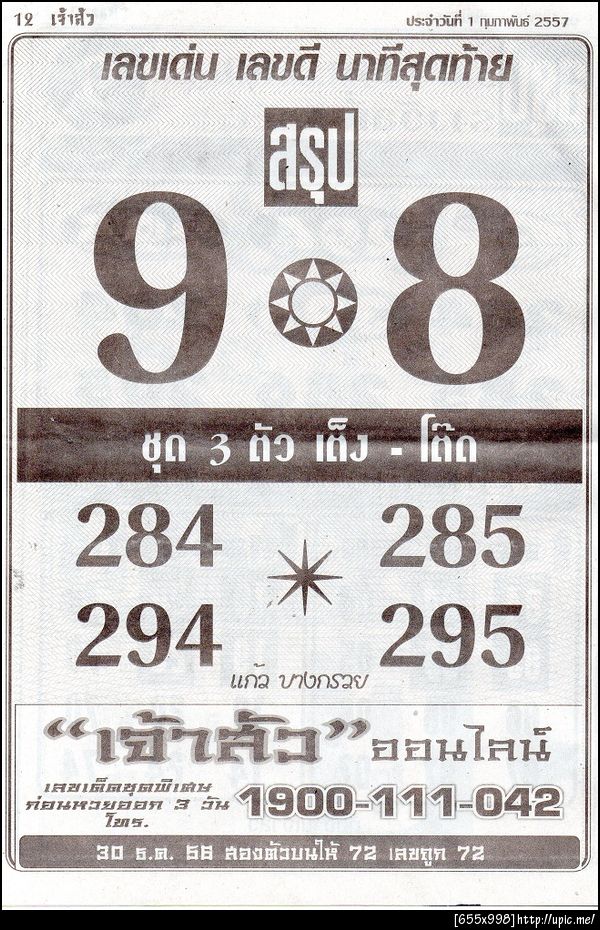 12 เจ้าสัว ประจำวันที่ 1 กุมภาพันธ์ 2557
เลขเด่น เลขดี นาทีสุดท้าย
สรุป
9 8
ชุด 3 ตัว เต็ง - โต๊ด
284 285
294 295
แก้ว บางกรวย
“เจ้าสัว” ออนไลน์
เลขเด็ดชุดพิเศษ
ก่อนหวยออก 3 วัน
โทร. 1900-111-042
30 ธ.ค. 56 สองตัวบนให้ 72 เลขถูก 72
[655x998]http://upic.me/